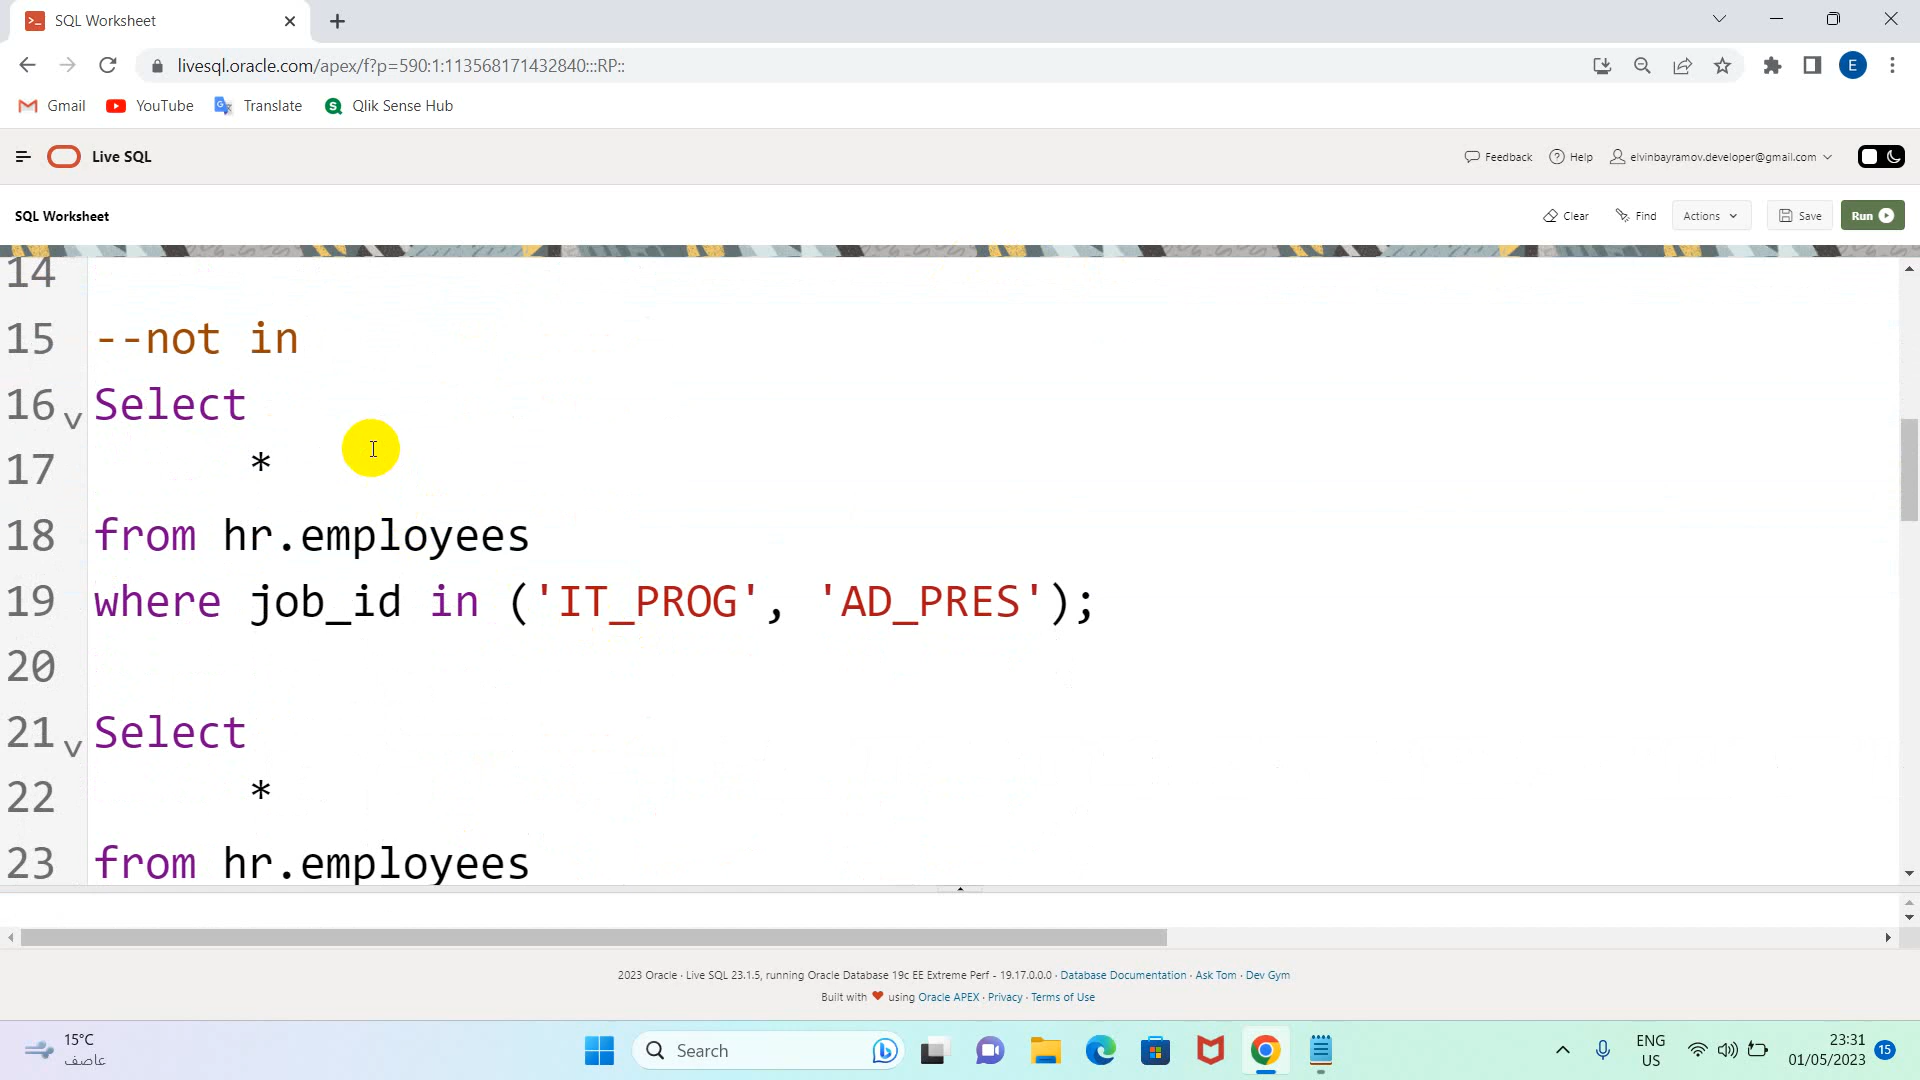 SQL Worksheet
livesql.oracle.com/apex/f?p=590:1:113568171432840:::RP::
E
Gmail YouTube Translate Qlik Sense Hub
Live SQL
Feedback Help elvinbayramov.developer@gmail.com
SQL Worksheet
Clear Find Actions Save Run
14
15 --not in
16 Select
17 *
18 from hr.employees
19 where job_id in ('IT_PROG', 'AD_PRES');
20
21 Select
22 *
23 from hr.employees
2023 Oracle · Live SQL 23.1.5, running Oracle Database 19c EE Extreme Perf - 19.17.0.0.0 · Database Documentation · Ask Tom · Dev Gym
Built with ❤ using Oracle APEX · Privacy · Terms of Use
15°C
عاصف
Search
ENG
US
23:31
01/05/2023
15